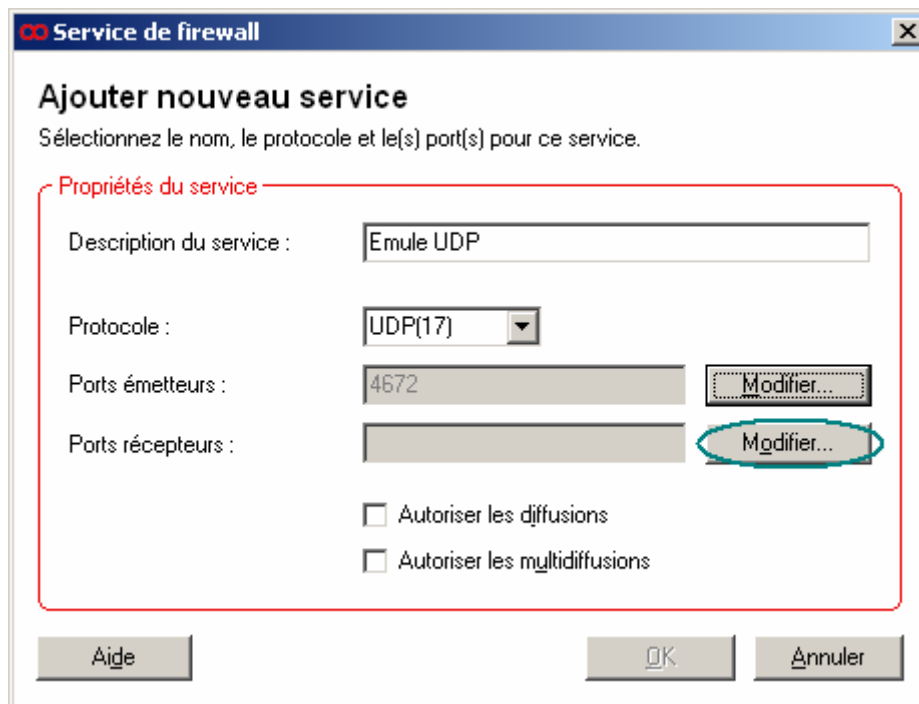 Service de firewall
Ajouter nouveau service
Sélectionnez le nom, le protocole et le(s) port(s) pour ce service.
Propriétés du service
Description du service : Emule UDP
Protocole : UDP(17)
Ports émetteurs : 4672 Modifier...
Ports récepteurs : Modifier...
Autoriser les diffusions
Autoriser les multidiffusions
Aide OK Annuler